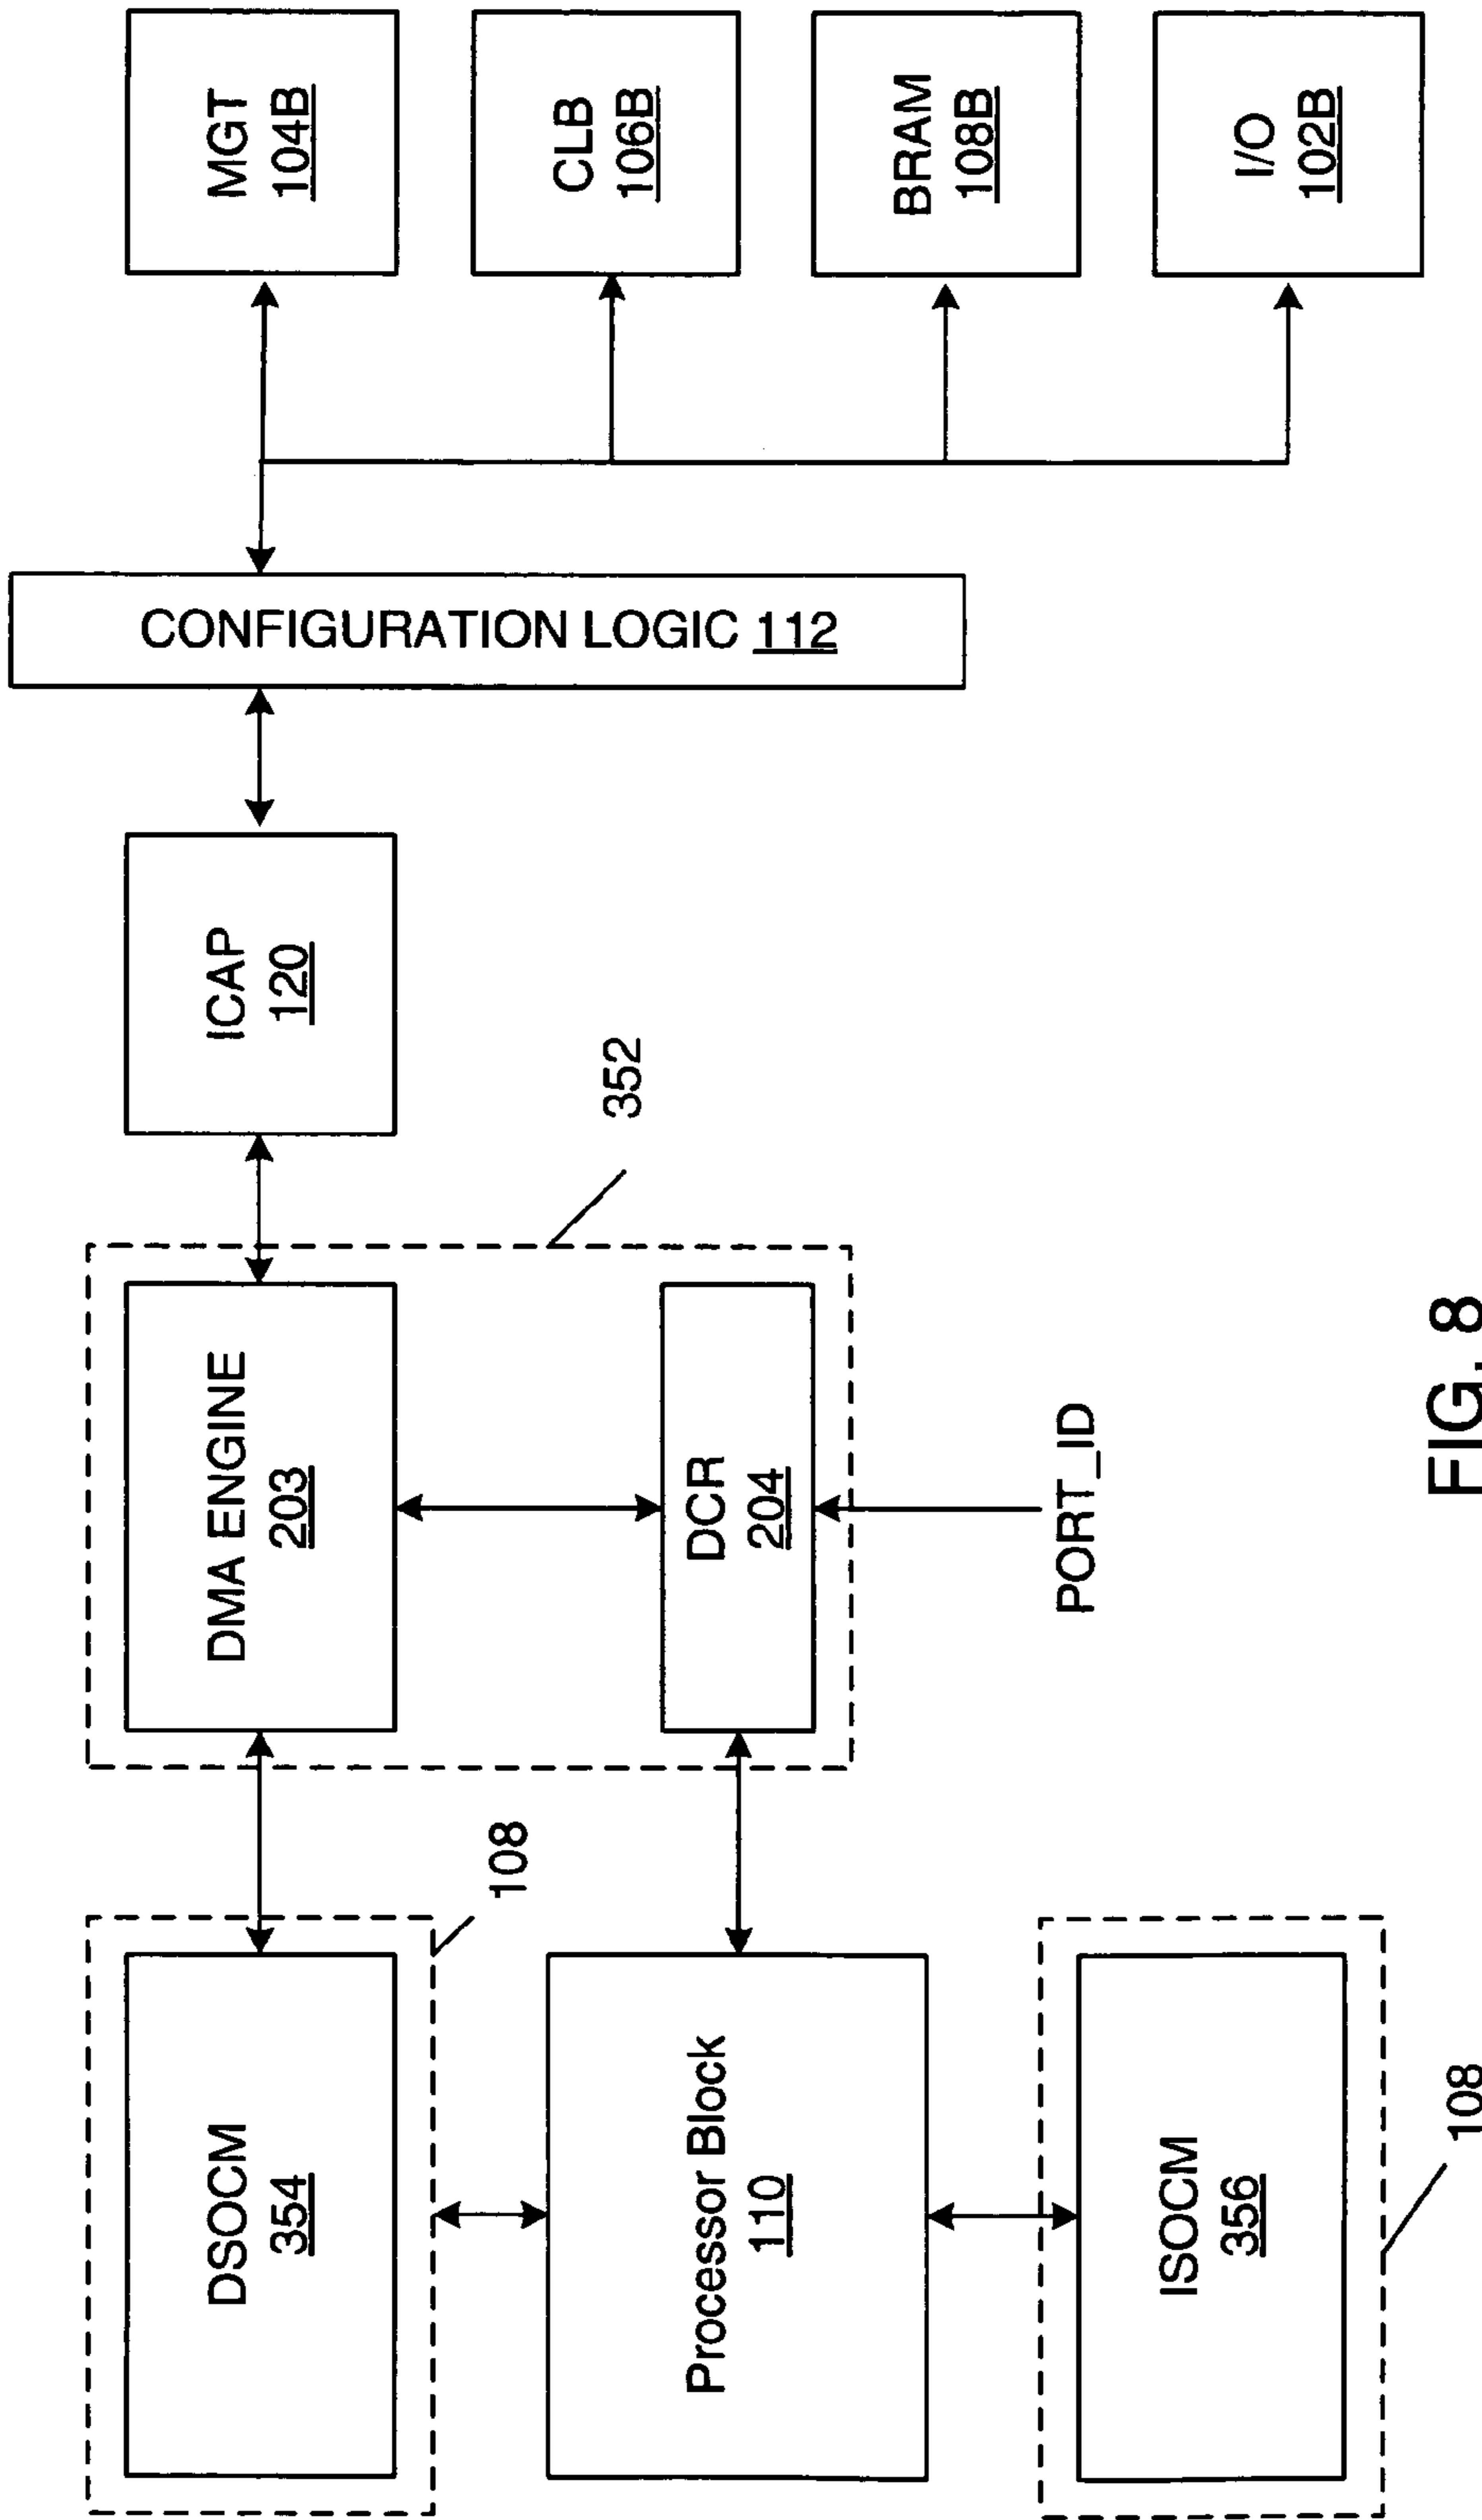 DSOCM
354
108
Processor Block
110
ISOCM
356
108
DMA ENGINE
203
DCR
204
PORT_ID
352
ICAP
120
CONFIGURATION LOGIC 112
MGT
104B
CLB
106B
BRAM
108B
I/O
102B
FIG. 8